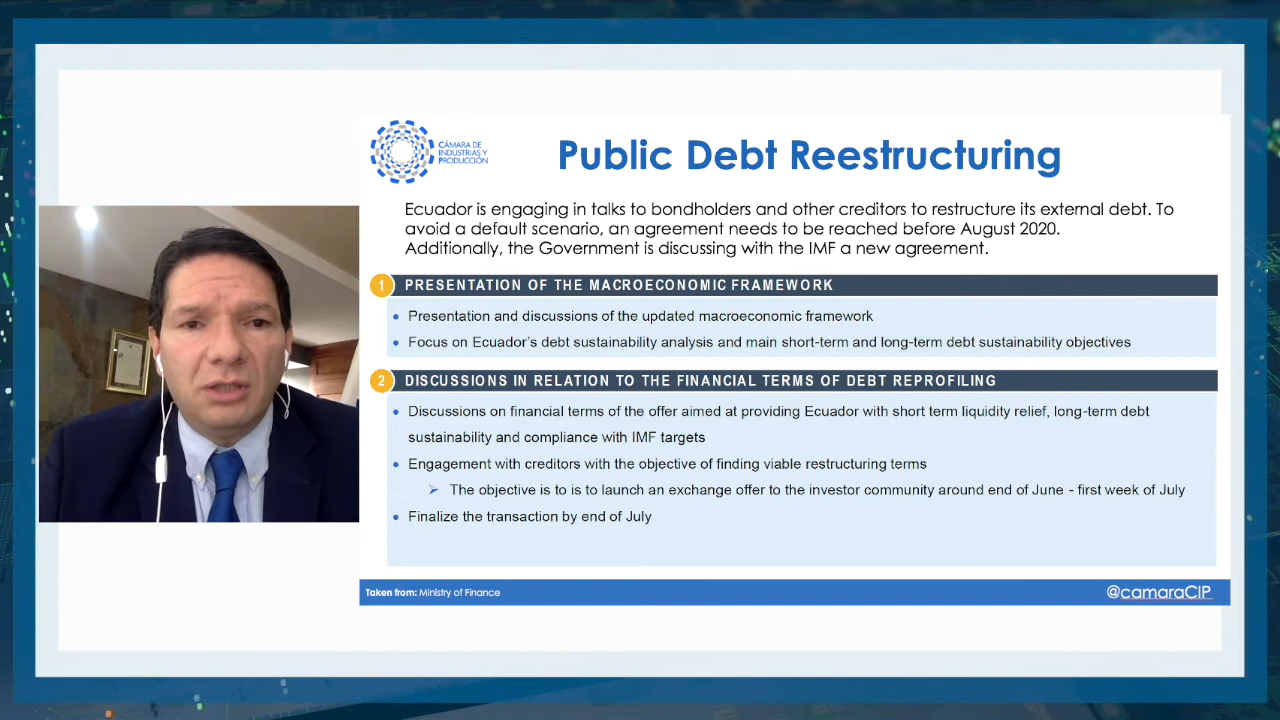 CÁMARA DE
INDUSTRIAS Y
PRODUCCIÓN
Public Debt Reestructuring
Ecuador is engaging in talks to bondholders and other creditors to restructure its external debt. To
avoid a default scenario, an agreement needs to be reached before August 2020.
Additionally, the Government is discussing with the IMF a new agreement.
1 PRESENTATION OF THE MACROECONOMIC FRAMEWORK
• Presentation and discussions of the updated macroeconomic framework
• Focus on Ecuador's debt sustainability analysis and main short-term and long-term debt sustainability objectives
2 DISCUSSIONS IN RELATION TO THE FINANCIAL TERMS OF DEBT REPROFILING
• Discussions on financial terms of the offer aimed at providing Ecuador with short term liquidity relief, long-term debt
sustainability and compliance with IMF targets
• Engagement with creditors with the objective of finding viable restructuring terms
➢ The objective is to is to launch an exchange offer to the investor community around end of June - first week of July
• Finalize the transaction by end of July
Taken from: Ministry of Finance
@camaraCIP